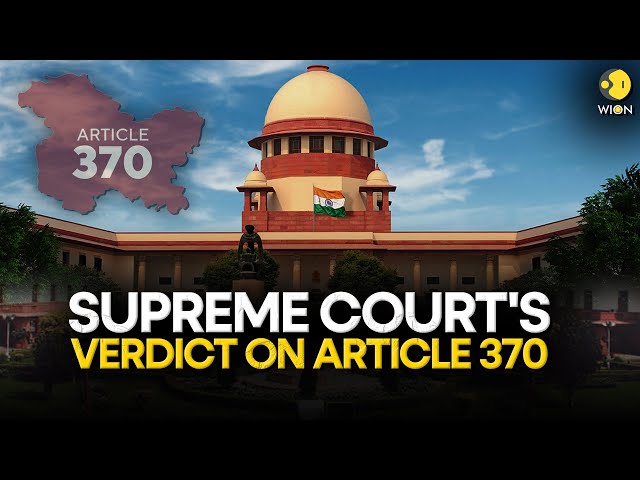 ARTICLE
370
WION
SUPREME COURT'S
VERDICT ON ARTICLE 370